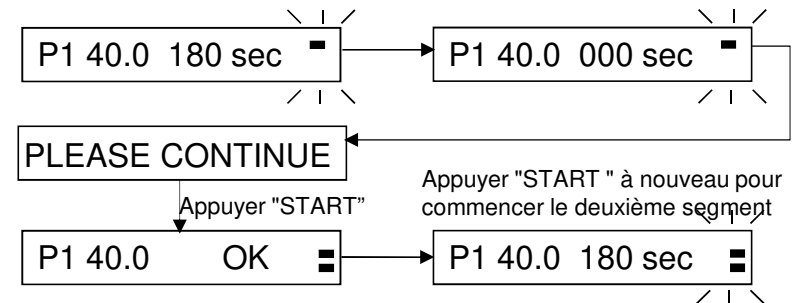 P1 40.0 180 sec
P1 40.0 000 sec
PLEASE CONTINUE
Appuyer "START"
Appuyer "START " à nouveau pour
commencer le deuxième segment
P1 40.0 OK
P1 40.0 180 sec